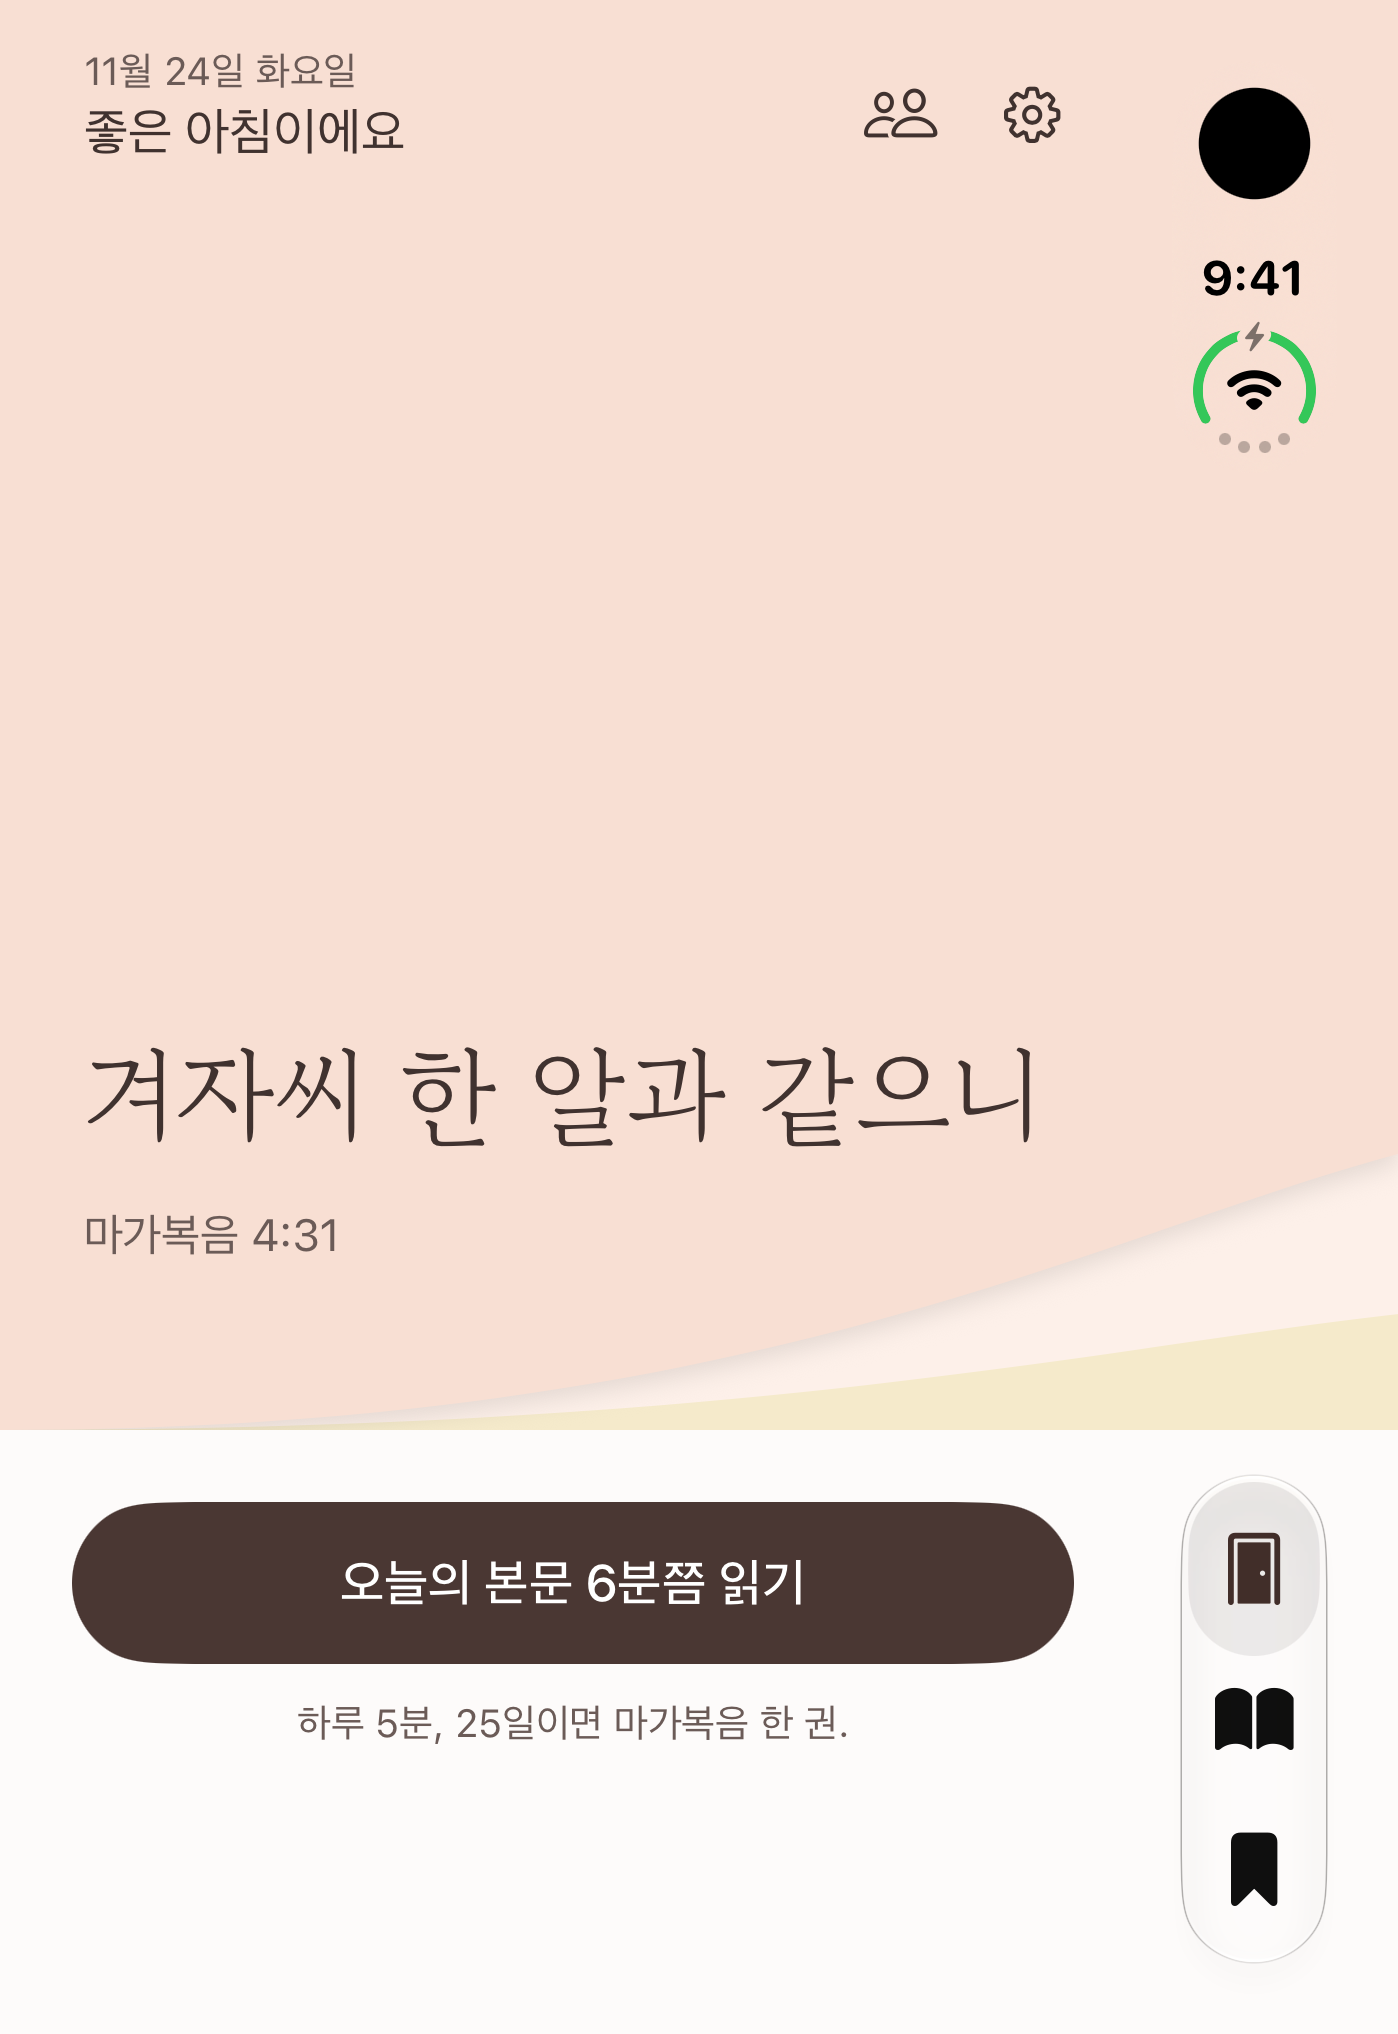 11월 24일 화요일
좋은 아침이에요
9:41
겨자씨 한 알과 같으니
마가복음 4:31
오늘의 본문 6분쯤 읽기
하루 5분, 25일이면 마가복음 한 권.